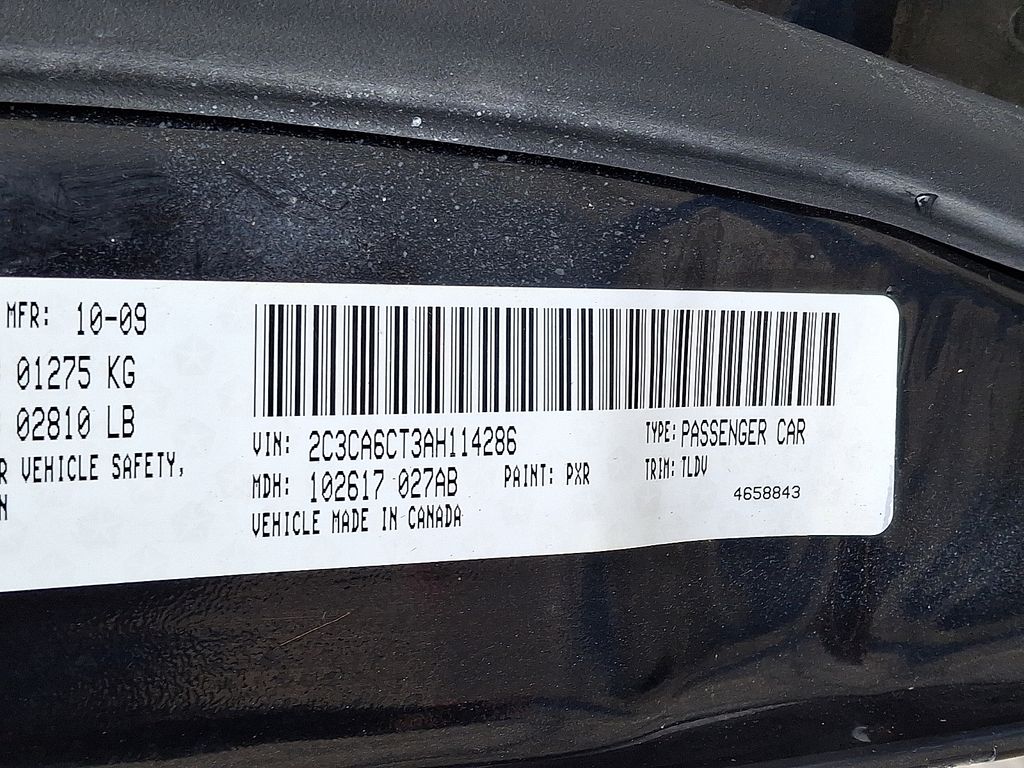 MFR: 10-09
01275 KG
02810 LB
R VEHICLE SAFETY,
N
VIN: 2C3CA6CT3AH114286
TYPE: PASSENGER CAR
MDH: 102617 027AB
PAINT: PXR
TRIM: TLDV
VEHICLE MADE IN CANADA
4658843